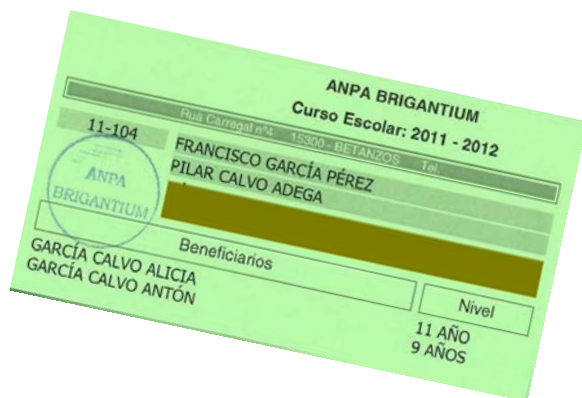 ANPA BRIGANTIUM
Curso Escolar: 2011 - 2012
Rua Carregal nº4 15300 - BETANZOS Tel.
11-104
FRANCISCO GARCÍA PÉREZ
PILAR CALVO ADEGA
ANPA
BRIGANTIUM
Beneficiarios
Nivel
GARCÍA CALVO ALICIA
11 AÑO
GARCÍA CALVO ANTÓN
9 AÑOS